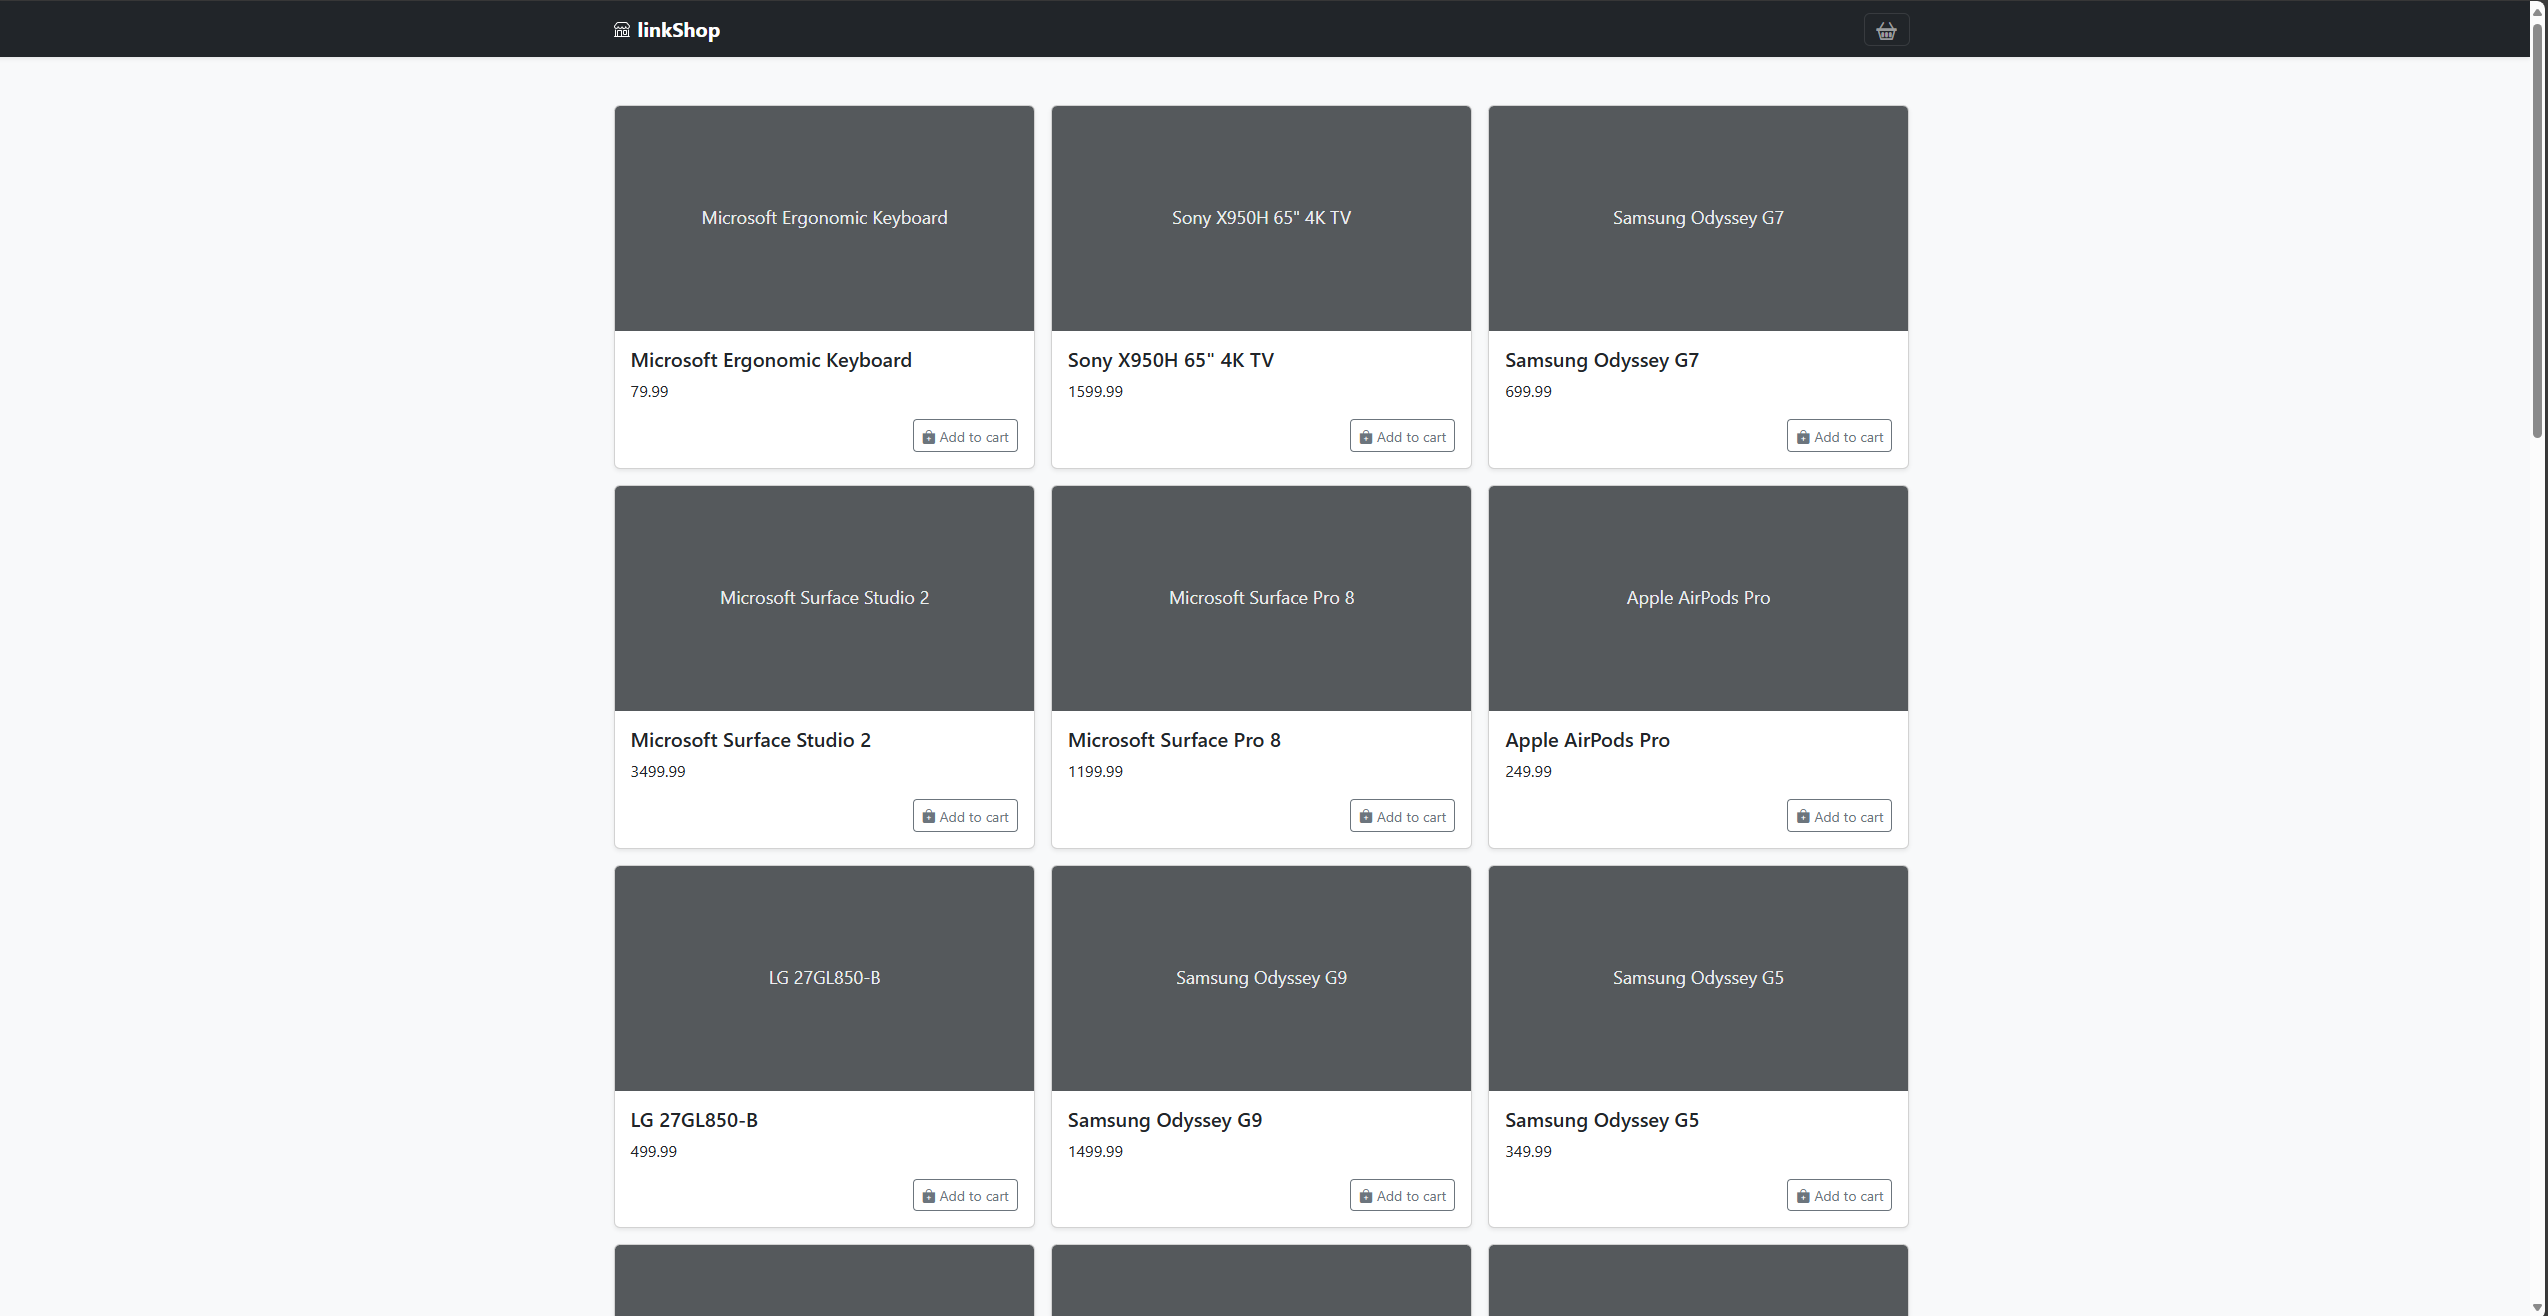 linkShop
Microsoft Ergonomic Keyboard
Microsoft Ergonomic Keyboard
79.99
Add to cart
Sony X950H 65" 4K TV
Sony X950H 65" 4K TV
1599.99
Add to cart
Samsung Odyssey G7
Samsung Odyssey G7
699.99
Add to cart
Microsoft Surface Studio 2
Microsoft Surface Studio 2
3499.99
Add to cart
Microsoft Surface Pro 8
Microsoft Surface Pro 8
1199.99
Add to cart
Apple AirPods Pro
Apple AirPods Pro
249.99
Add to cart
LG 27GL850-B
LG 27GL850-B
499.99
Add to cart
Samsung Odyssey G9
Samsung Odyssey G9
1499.99
Add to cart
Samsung Odyssey G5
Samsung Odyssey G5
349.99
Add to cart